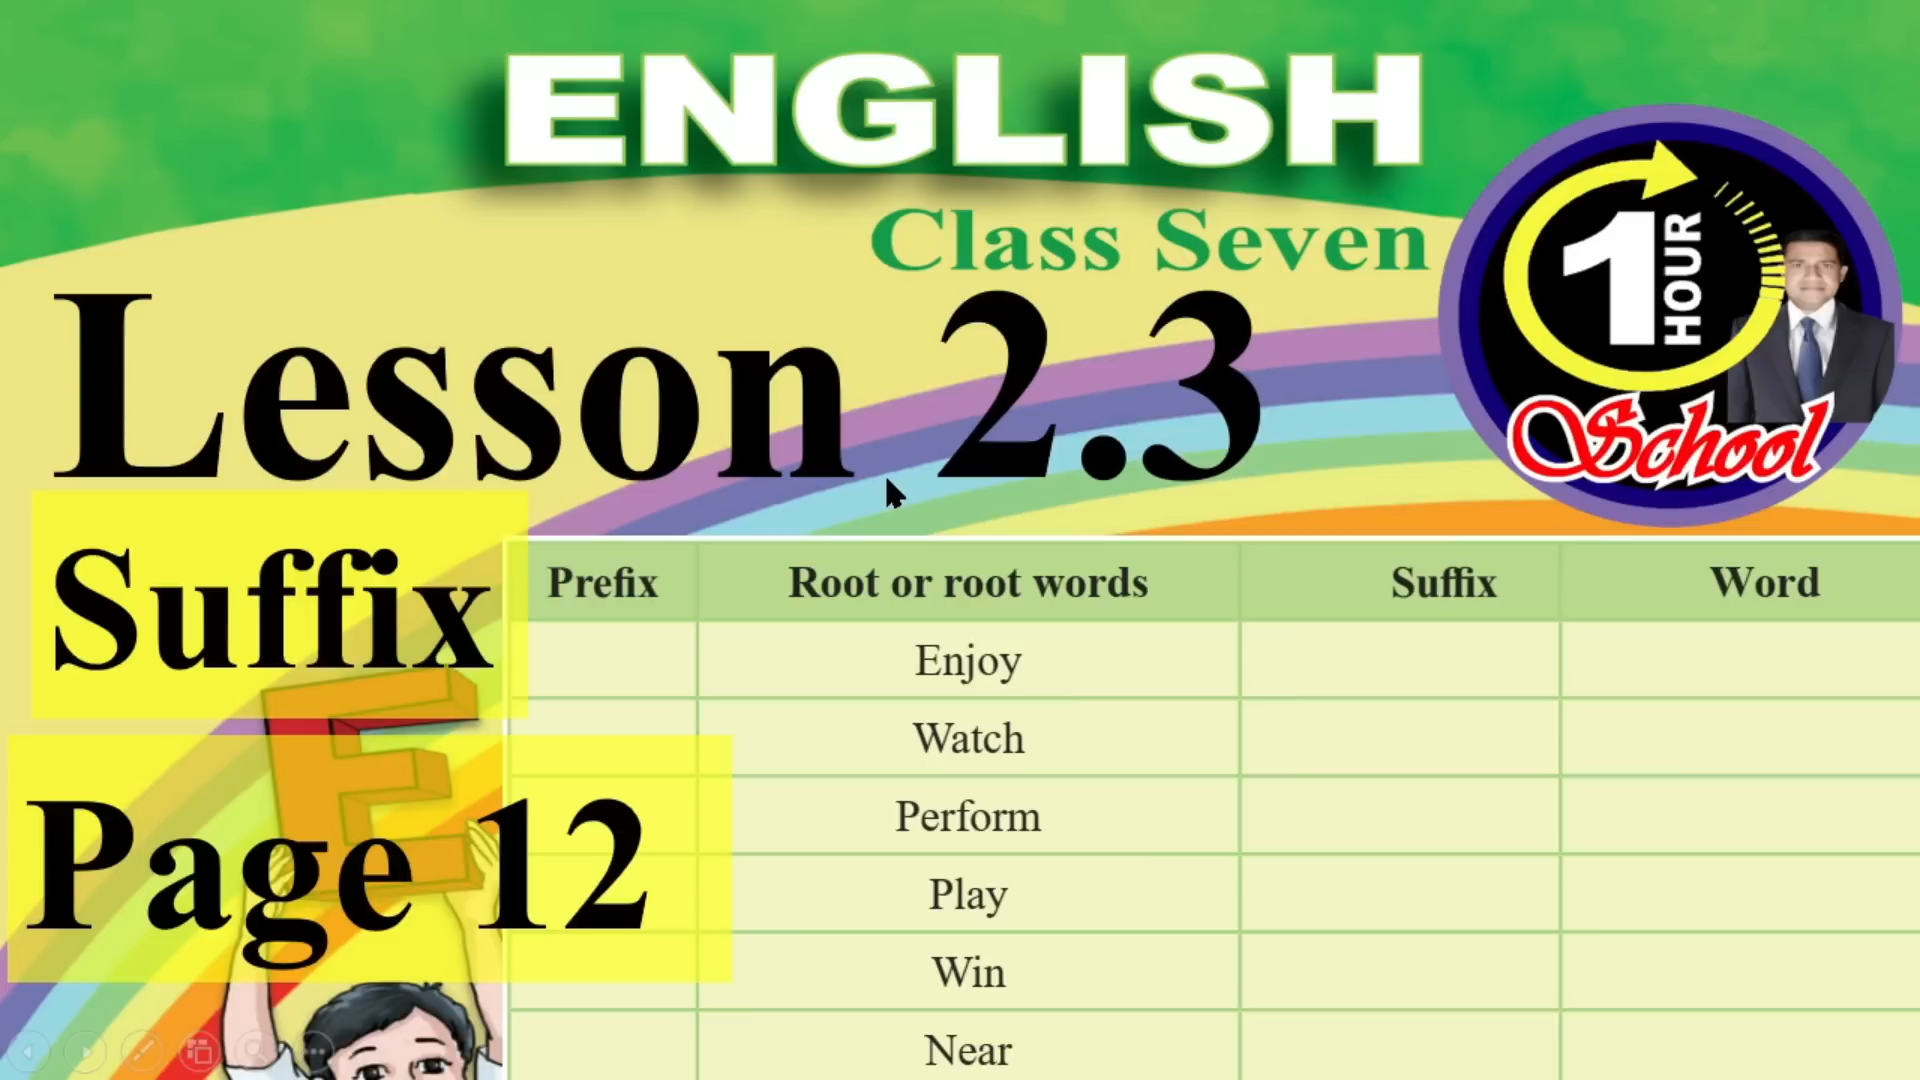 ENGLISH
Class Seven
1 HOUR
School
Lesson 2.3
Suffix
Page 12
Prefix Root or root words Suffix Word
Enjoy
Watch
Perform
Play
Win
Near